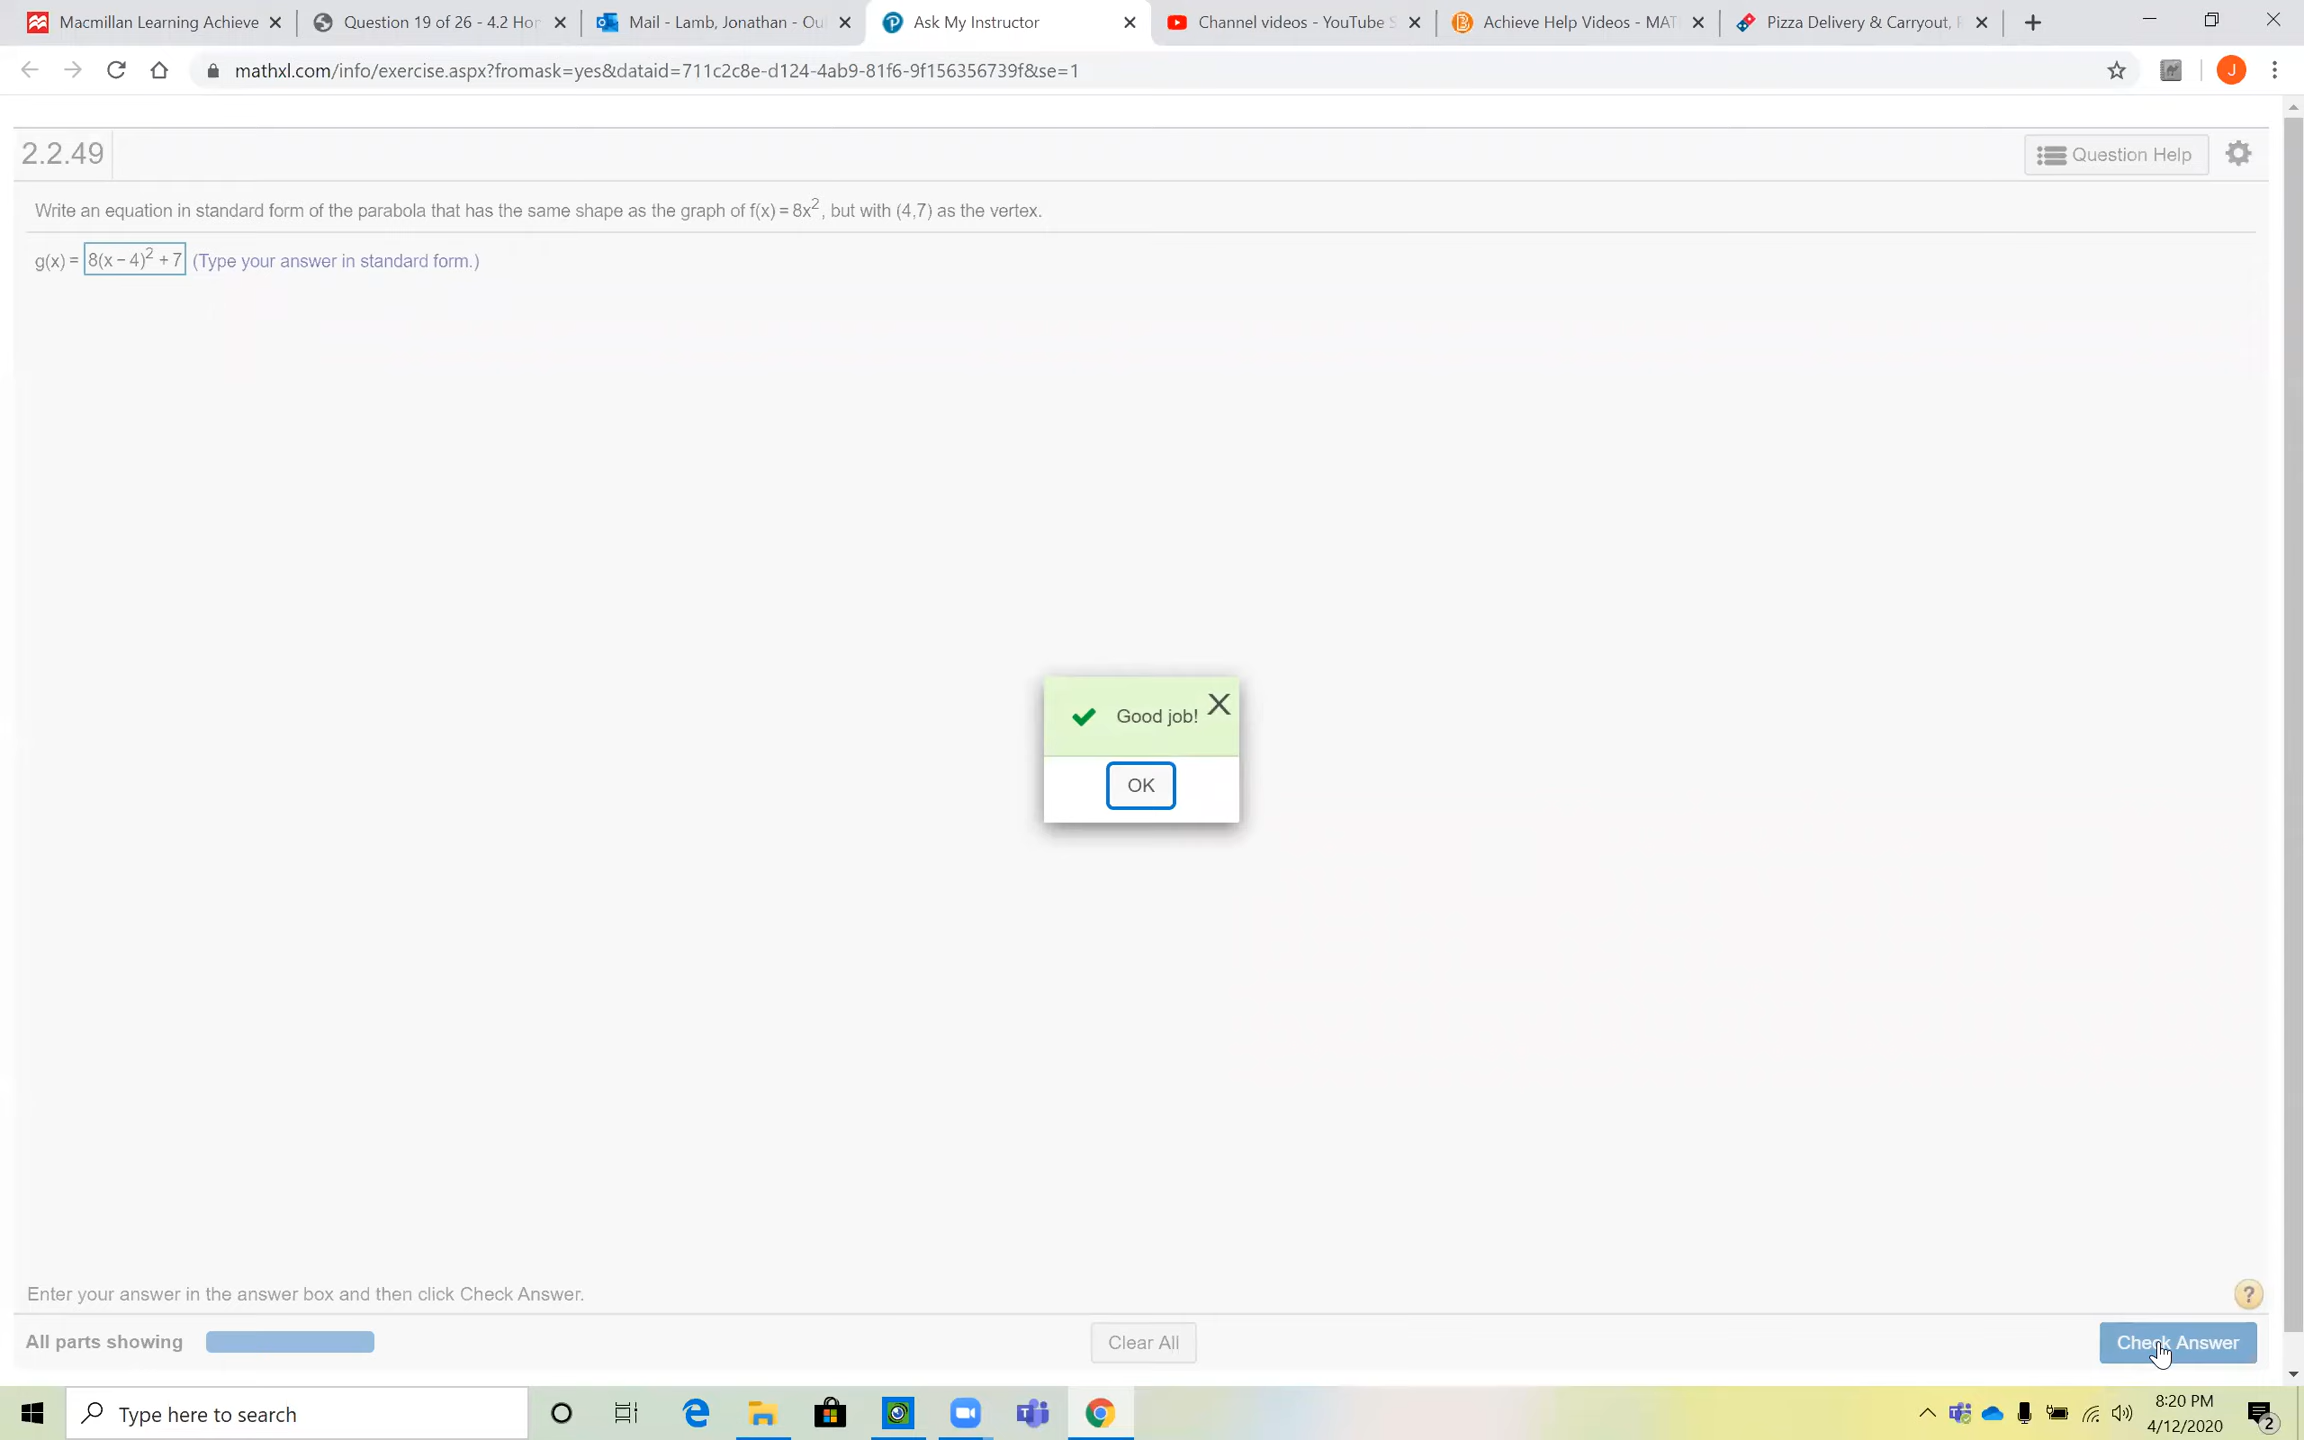 Macmillan Learning Achieve
Question 19 of 26 - 4.2 Hor
Mail - Lamb, Jonathan - Ou
Ask My Instructor
Channel videos - YouTube S
Achieve Help Videos - MAT
Pizza Delivery & Carryout,
mathxl.com/info/exercise.aspx?fromask=yes&dataid=711c2c8e-d124-4ab9-81f6-9f156356739f&se=1
J
2.2.49
Question Help
Write an equation in standard form of the parabola that has the same shape as the graph of f(x) = 8x², but with (4,7) as the vertex.
g(x) = 8(x − 4)² + 7 (Type your answer in standard form.)
Good job!
OK
Enter your answer in the answer box and then click Check Answer.
?
All parts showing
Clear All
Check Answer
Type here to search
8:20 PM
4/12/2020
2